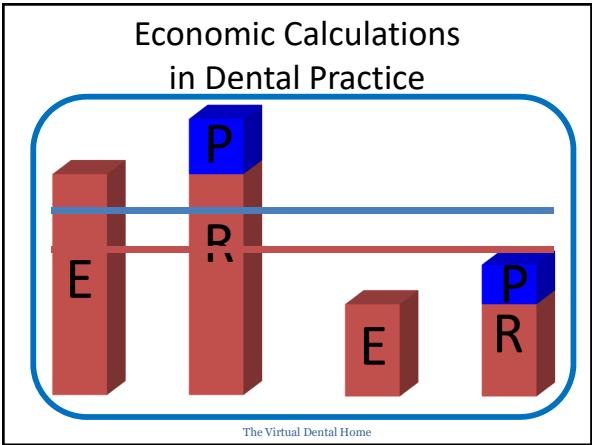 Economic Calculations
in Dental Practice
P
R
E
E
P
R
The Virtual Dental Home